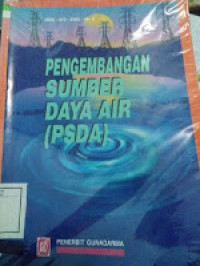 PENGEMBANGAN
SUMBER
DAYA AIR
(PSDA)
PENERBIT GUNADARMA